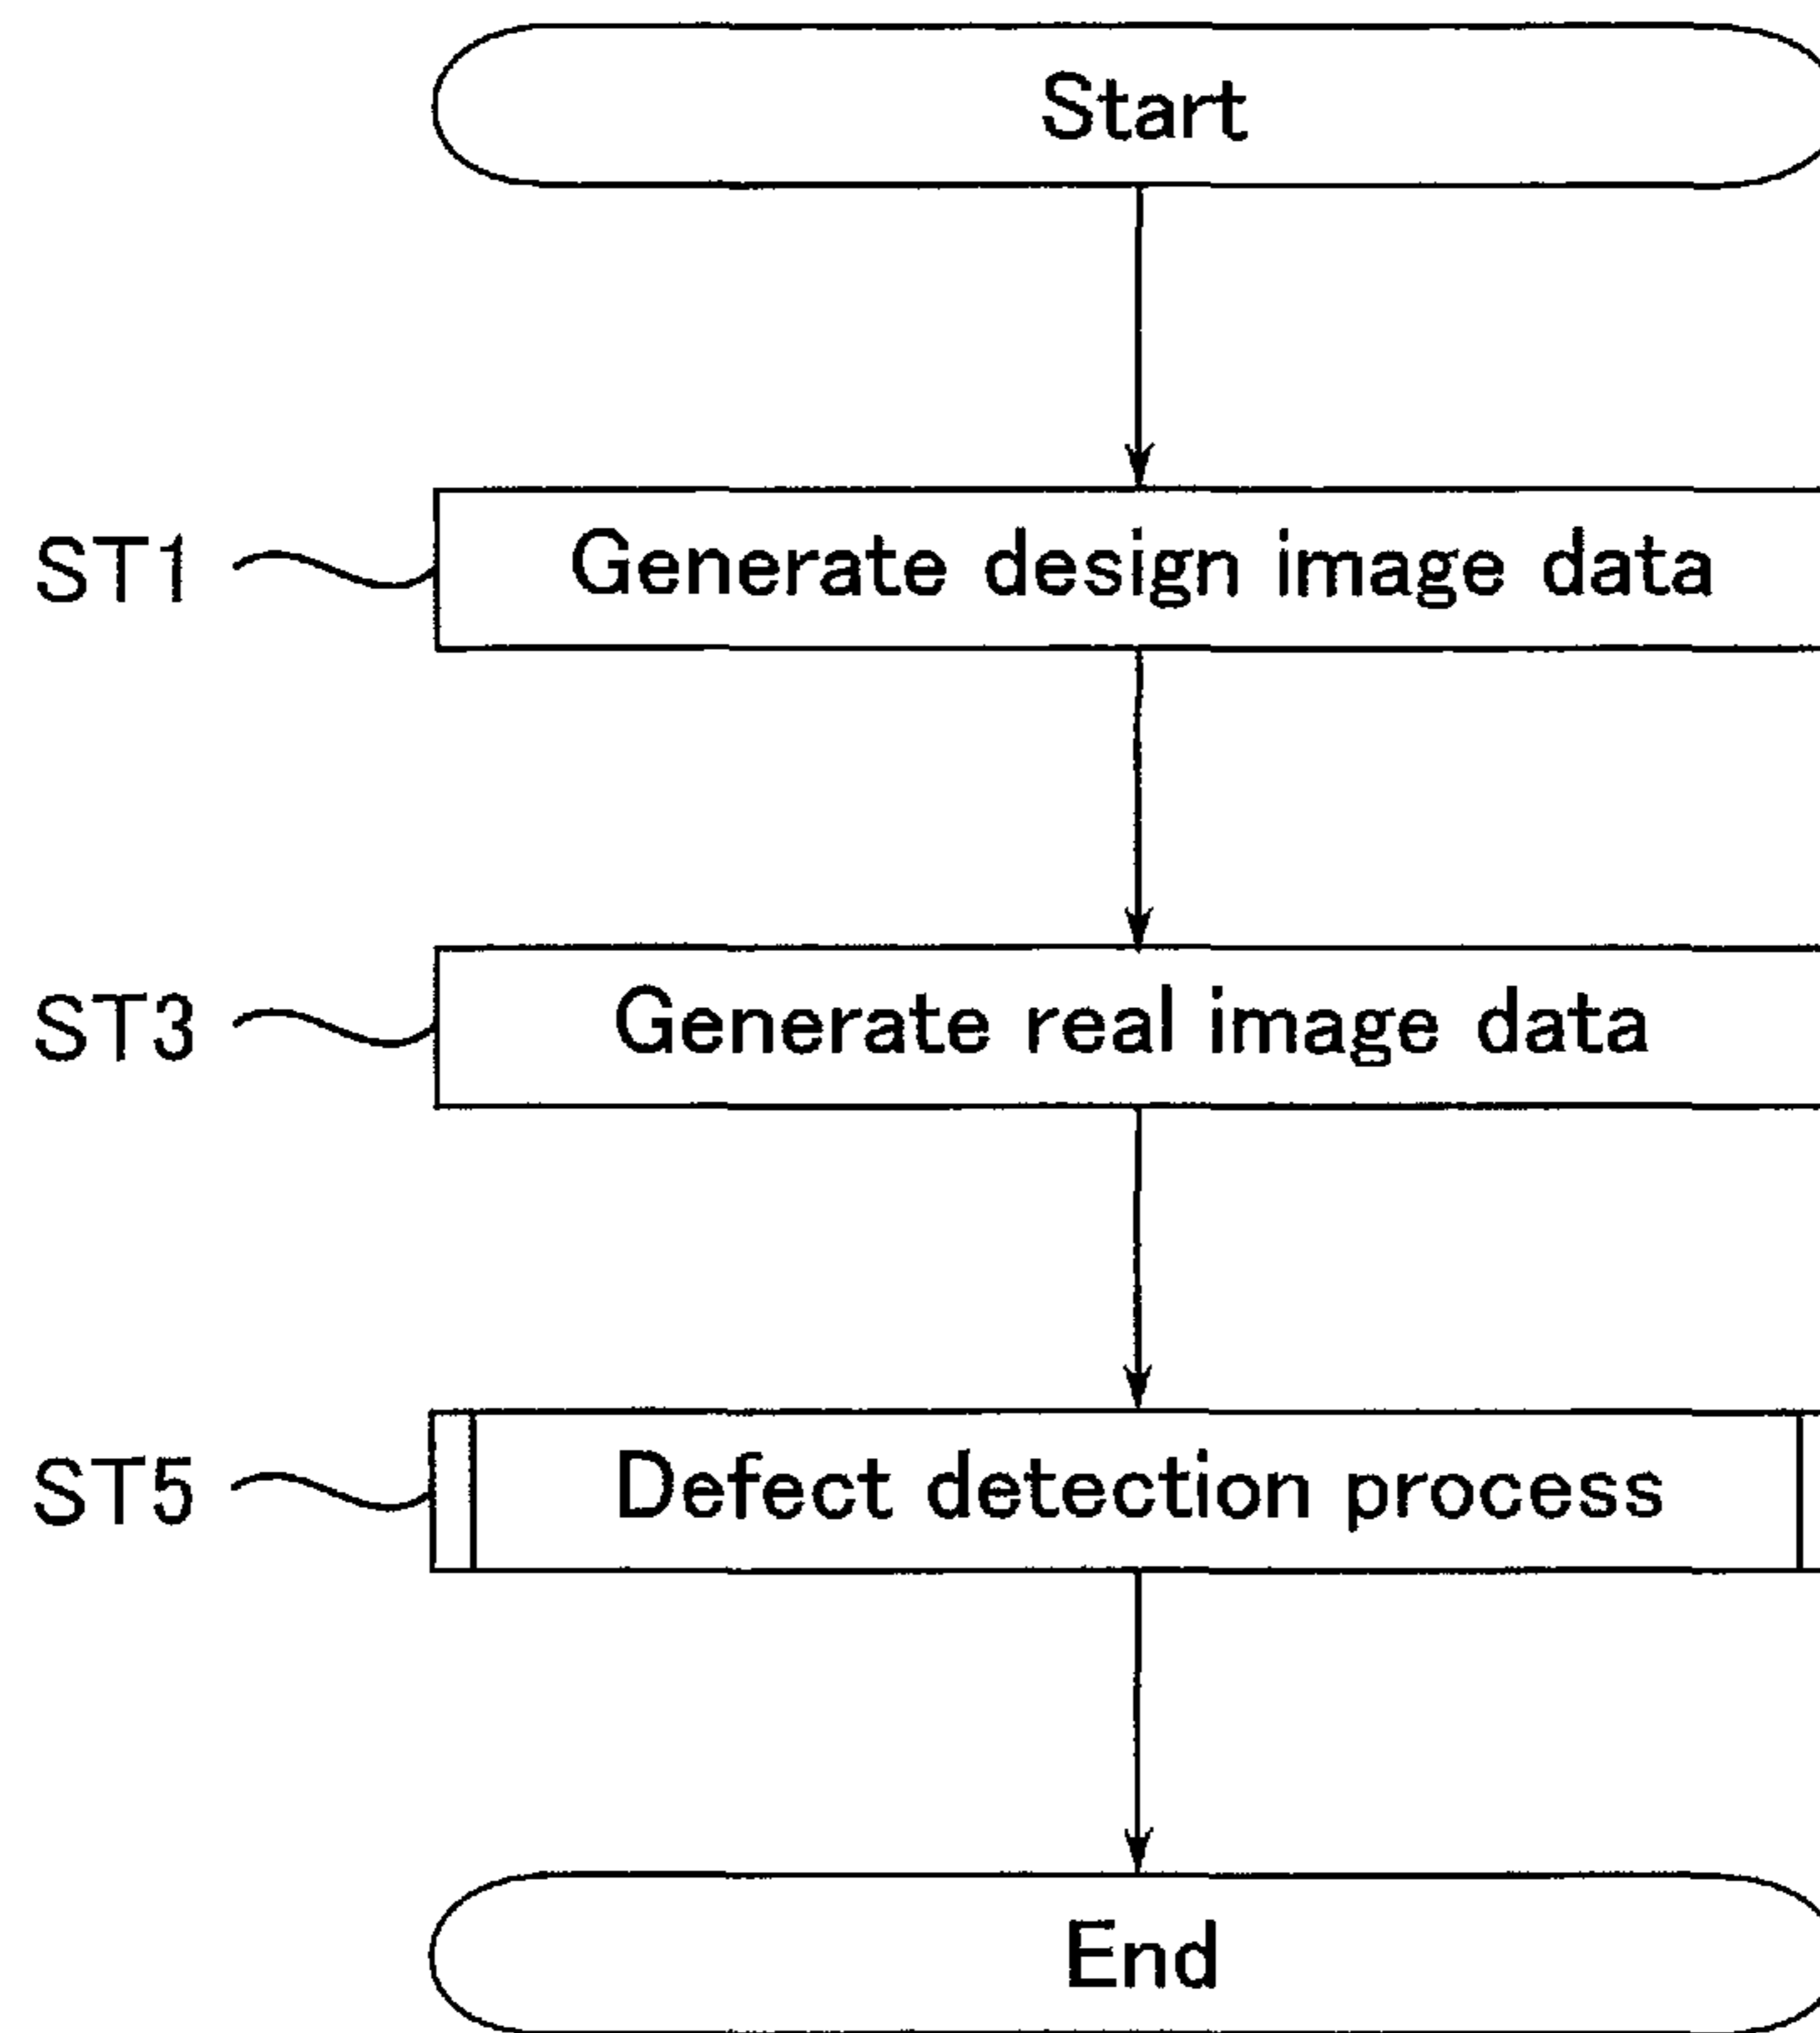 Start
ST1 Generate design image data
ST3 Generate real image data
ST5 Defect detection process
End